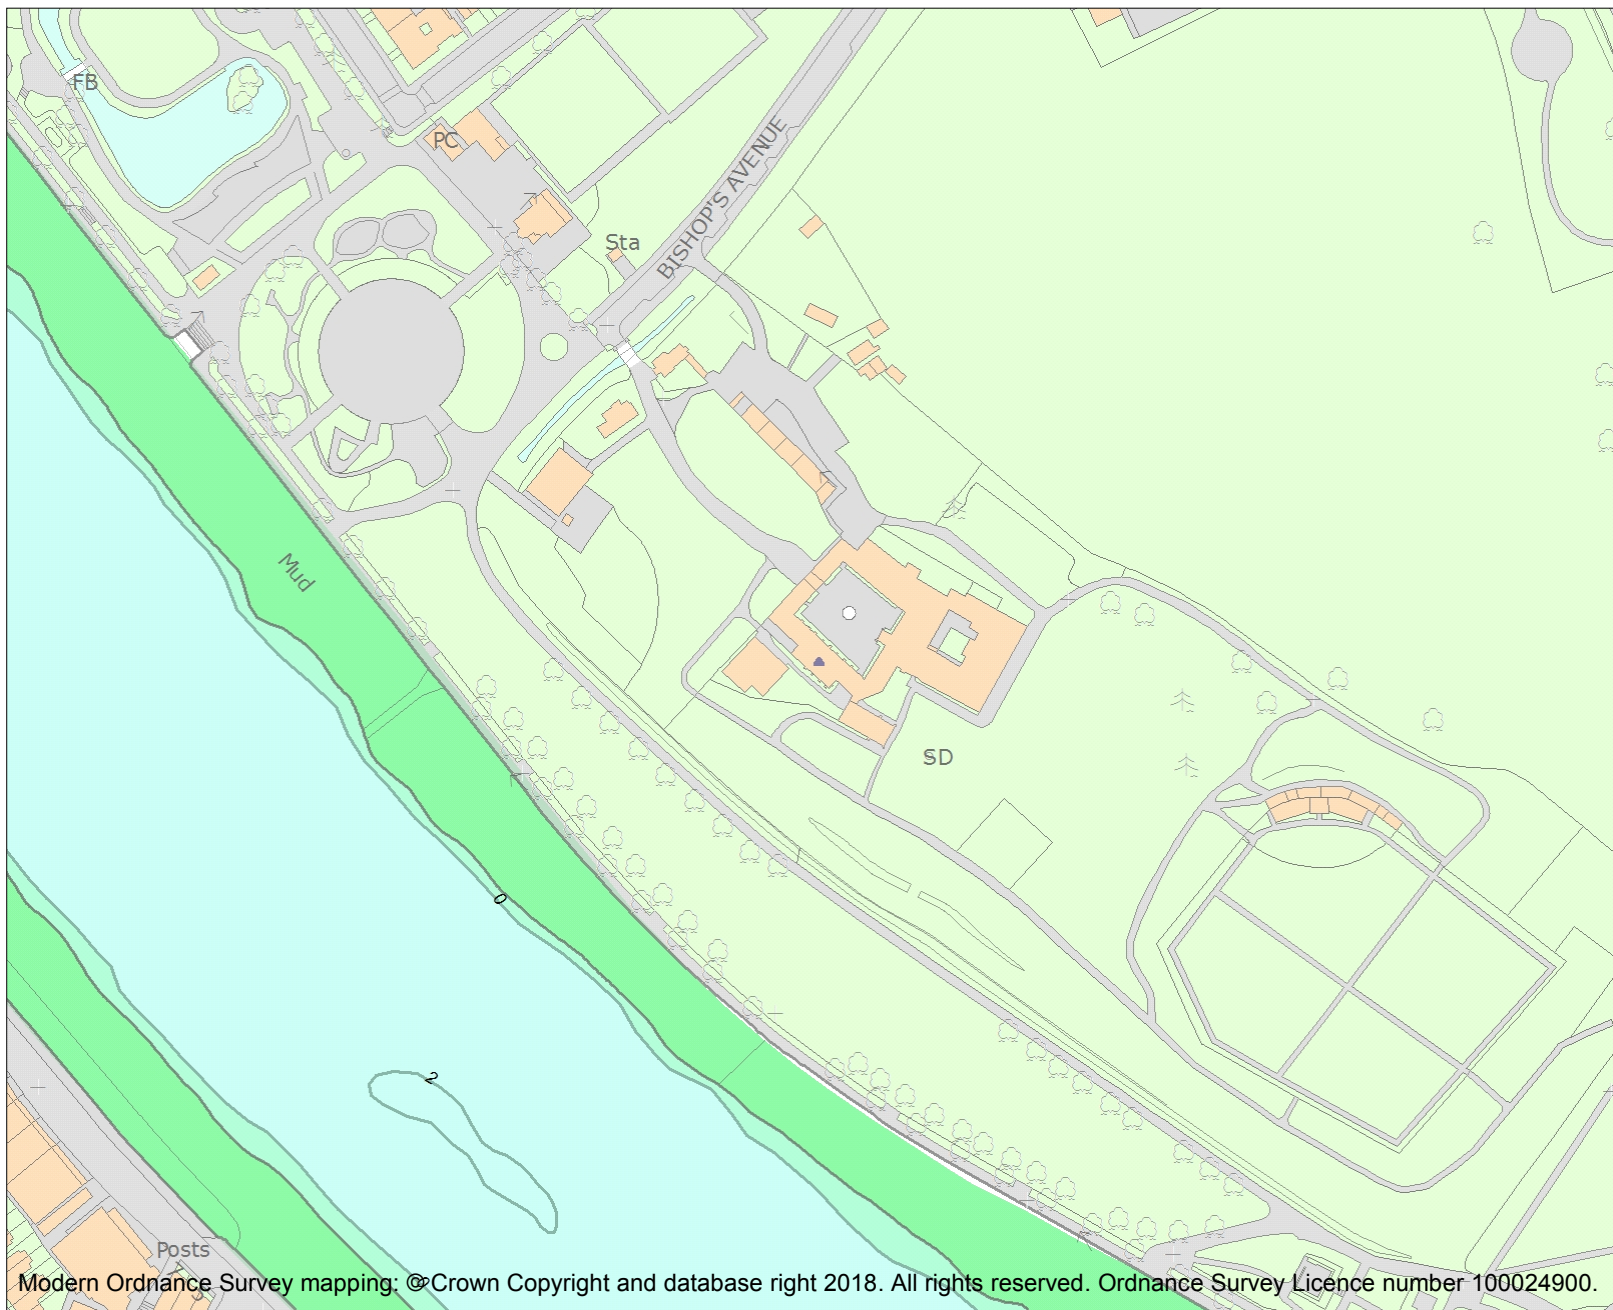 FB
PC
BISHOP'S AVENUE
Sta
Mud
SD
0
2
Posts
Modern Ordnance Survey mapping: © Crown Copyright and database right 2018. All rights reserved. Ordnance Survey Licence number 100024900.